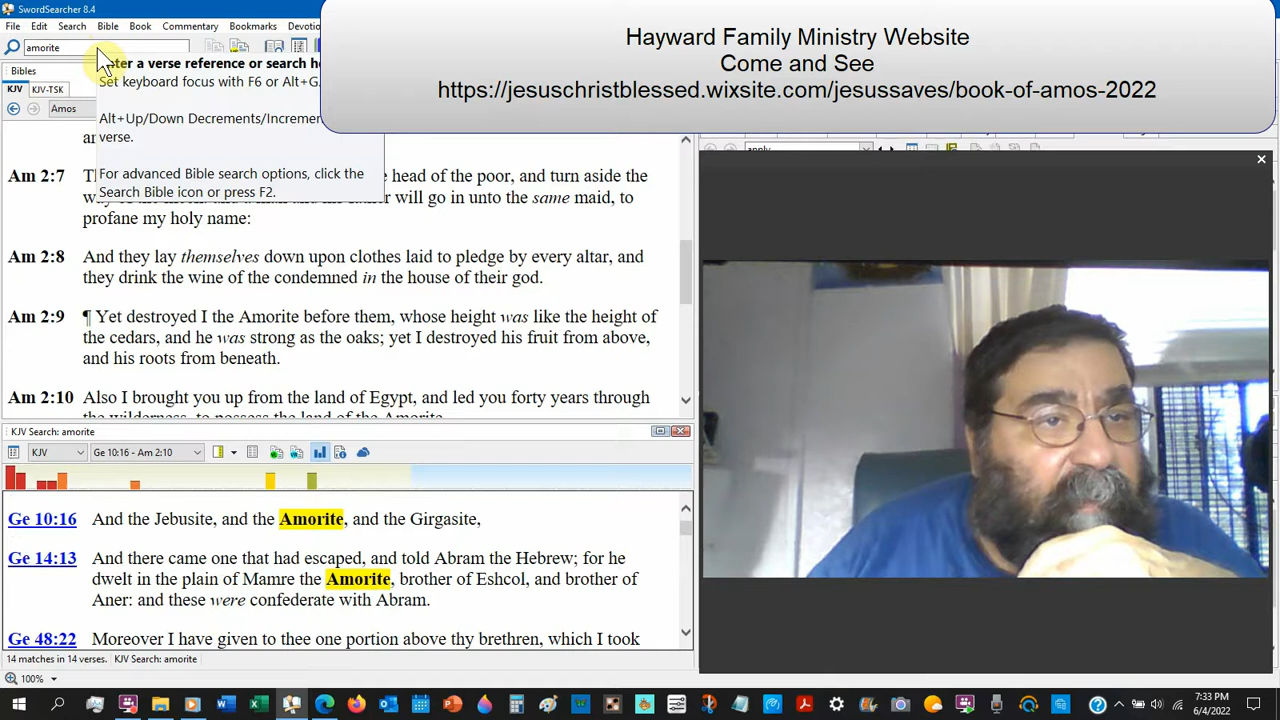 SwordSearcher 8.4
File Edit Search Bible Book Commentary Bookmarks Devotio
amorite
Bibles
KJV KJV-TSK
Amos
ter a verse reference or search he
Set keyboard focus with F6 or Alt+G.
Alt+Up/Down Decrements/Incremen
verse.
For advanced Bible search options, click the
Search Bible icon or press F2.
Hayward Family Ministry Website
Come and See
https://jesuschristblessed.wixsite.com/jesussaves/book-of-amos-2022
apply
Am 2:7 head of the poor, and turn aside the
will go in unto the same maid, to
profane my holy name:
Am 2:8 And they lay themselves down upon clothes laid to pledge by every altar, and
they drink the wine of the condemned in the house of their god.
Am 2:9 ¶ Yet destroyed I the Amorite before them, whose height was like the height of
the cedars, and he was strong as the oaks; yet I destroyed his fruit from above,
and his roots from beneath.
Am 2:10 Also I brought you up from the land of Egypt, and led you forty years through
the wilderness, to possess the land of the Amorite.
KJV Search: amorite
KJV Ge 10:16 - Am 2:10
Ge 10:16 And the Jebusite, and the Amorite, and the Girgasite,
Ge 14:13 And there came one that had escaped, and told Abram the Hebrew; for he
dwelt in the plain of Mamre the Amorite, brother of Eshcol, and brother of
Aner: and these were confederate with Abram.
Ge 48:22 Moreover I have given to thee one portion above thy brethren, which I took
14 matches in 14 verses. KJV Search: amorite
100%
7:33 PM
6/4/2022